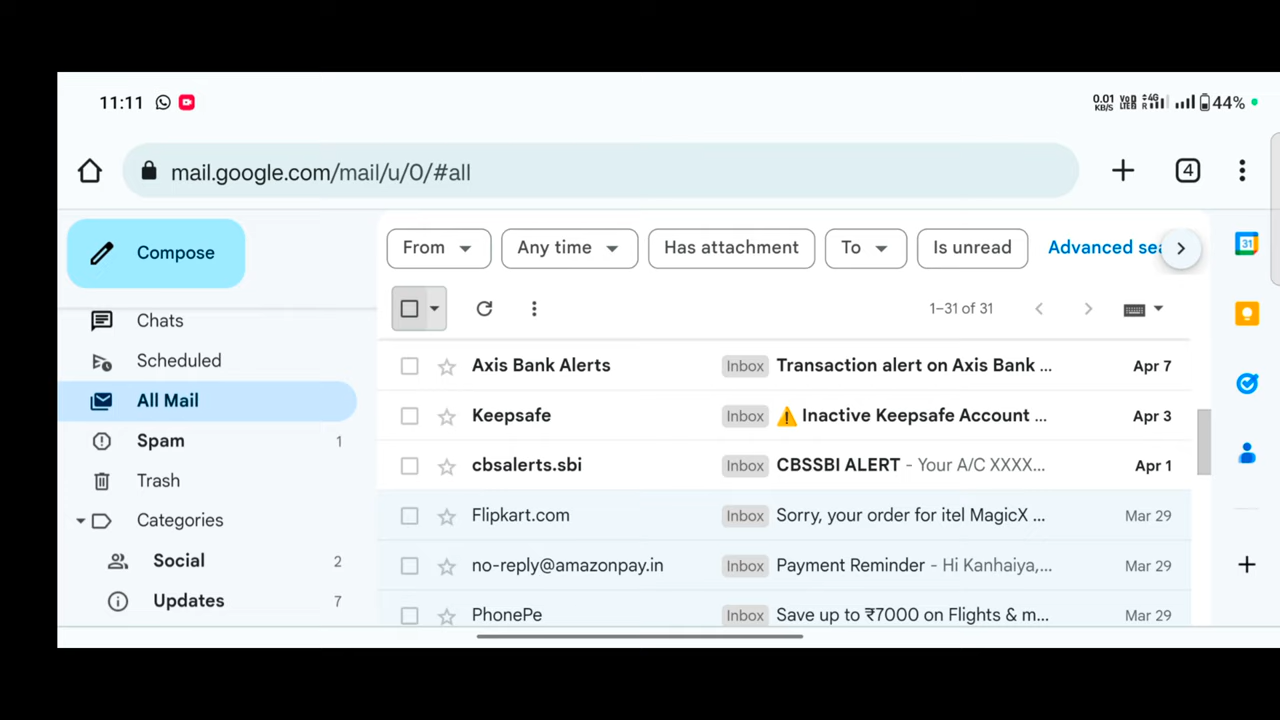 11:11 0.01 KB/S Vo LTE 4G R 44%
mail.google.com/mail/u/0/#all 4
Compose
From Any time Has attachment To Is unread Advanced sea
31
1–31 of 31
Chats
Scheduled
All Mail
Spam 1
Trash
Categories
Social 2
Updates 7
Axis Bank Alerts Inbox Transaction alert on Axis Bank ... Apr 7
Keepsafe Inbox ⚠️ Inactive Keepsafe Account ... Apr 3
cbsalerts.sbi Inbox CBSSBI ALERT - Your A/C XXXX... Apr 1
Flipkart.com Inbox Sorry, your order for itel MagicX ... Mar 29
no-reply@amazonpay.in Inbox Payment Reminder - Hi Kanhaiya,... Mar 29
PhonePe Inbox Save up to ₹7000 on Flights & m... Mar 29